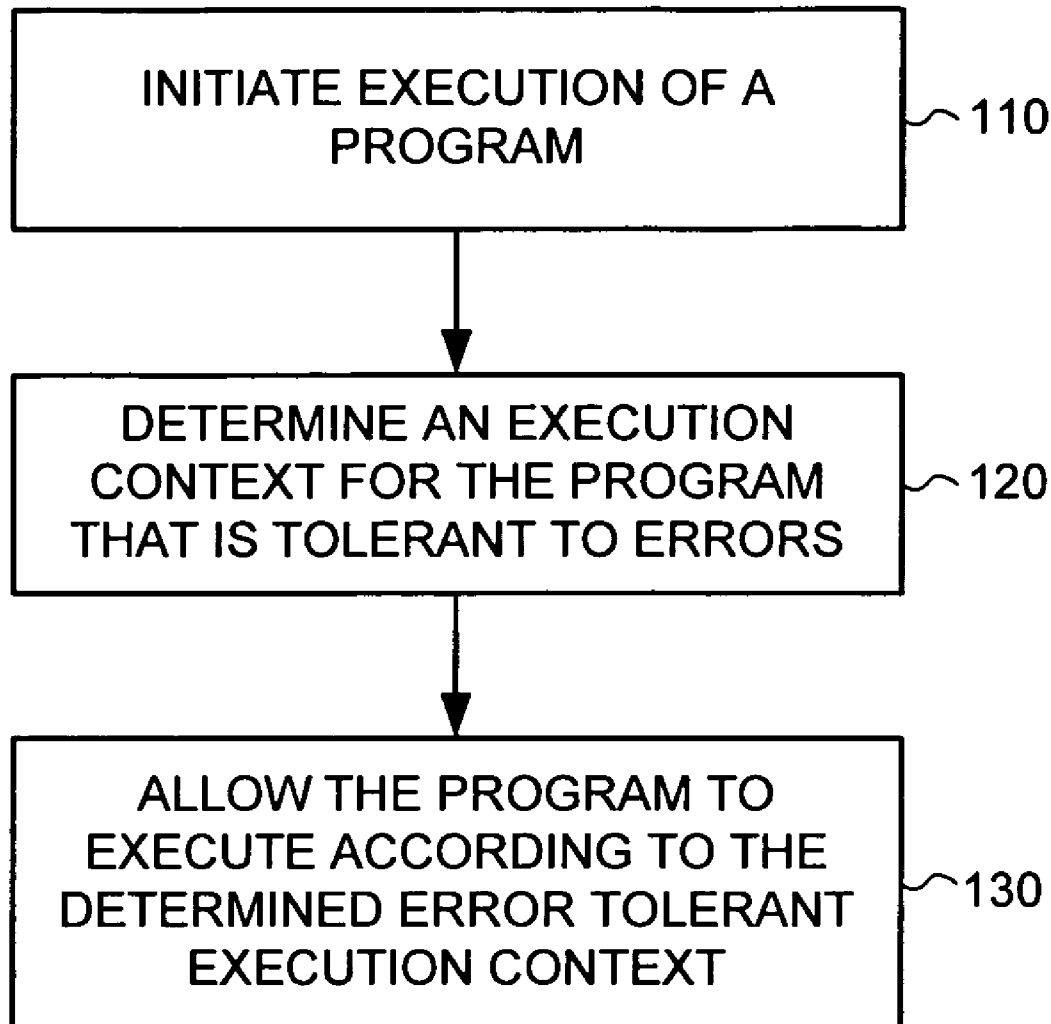 INITIATE EXECUTION OF A
PROGRAM
110
DETERMINE AN EXECUTION
CONTEXT FOR THE PROGRAM
THAT IS TOLERANT TO ERRORS
120
ALLOW THE PROGRAM TO
EXECUTE ACCORDING TO THE
DETERMINED ERROR TOLERANT
EXECUTION CONTEXT
130